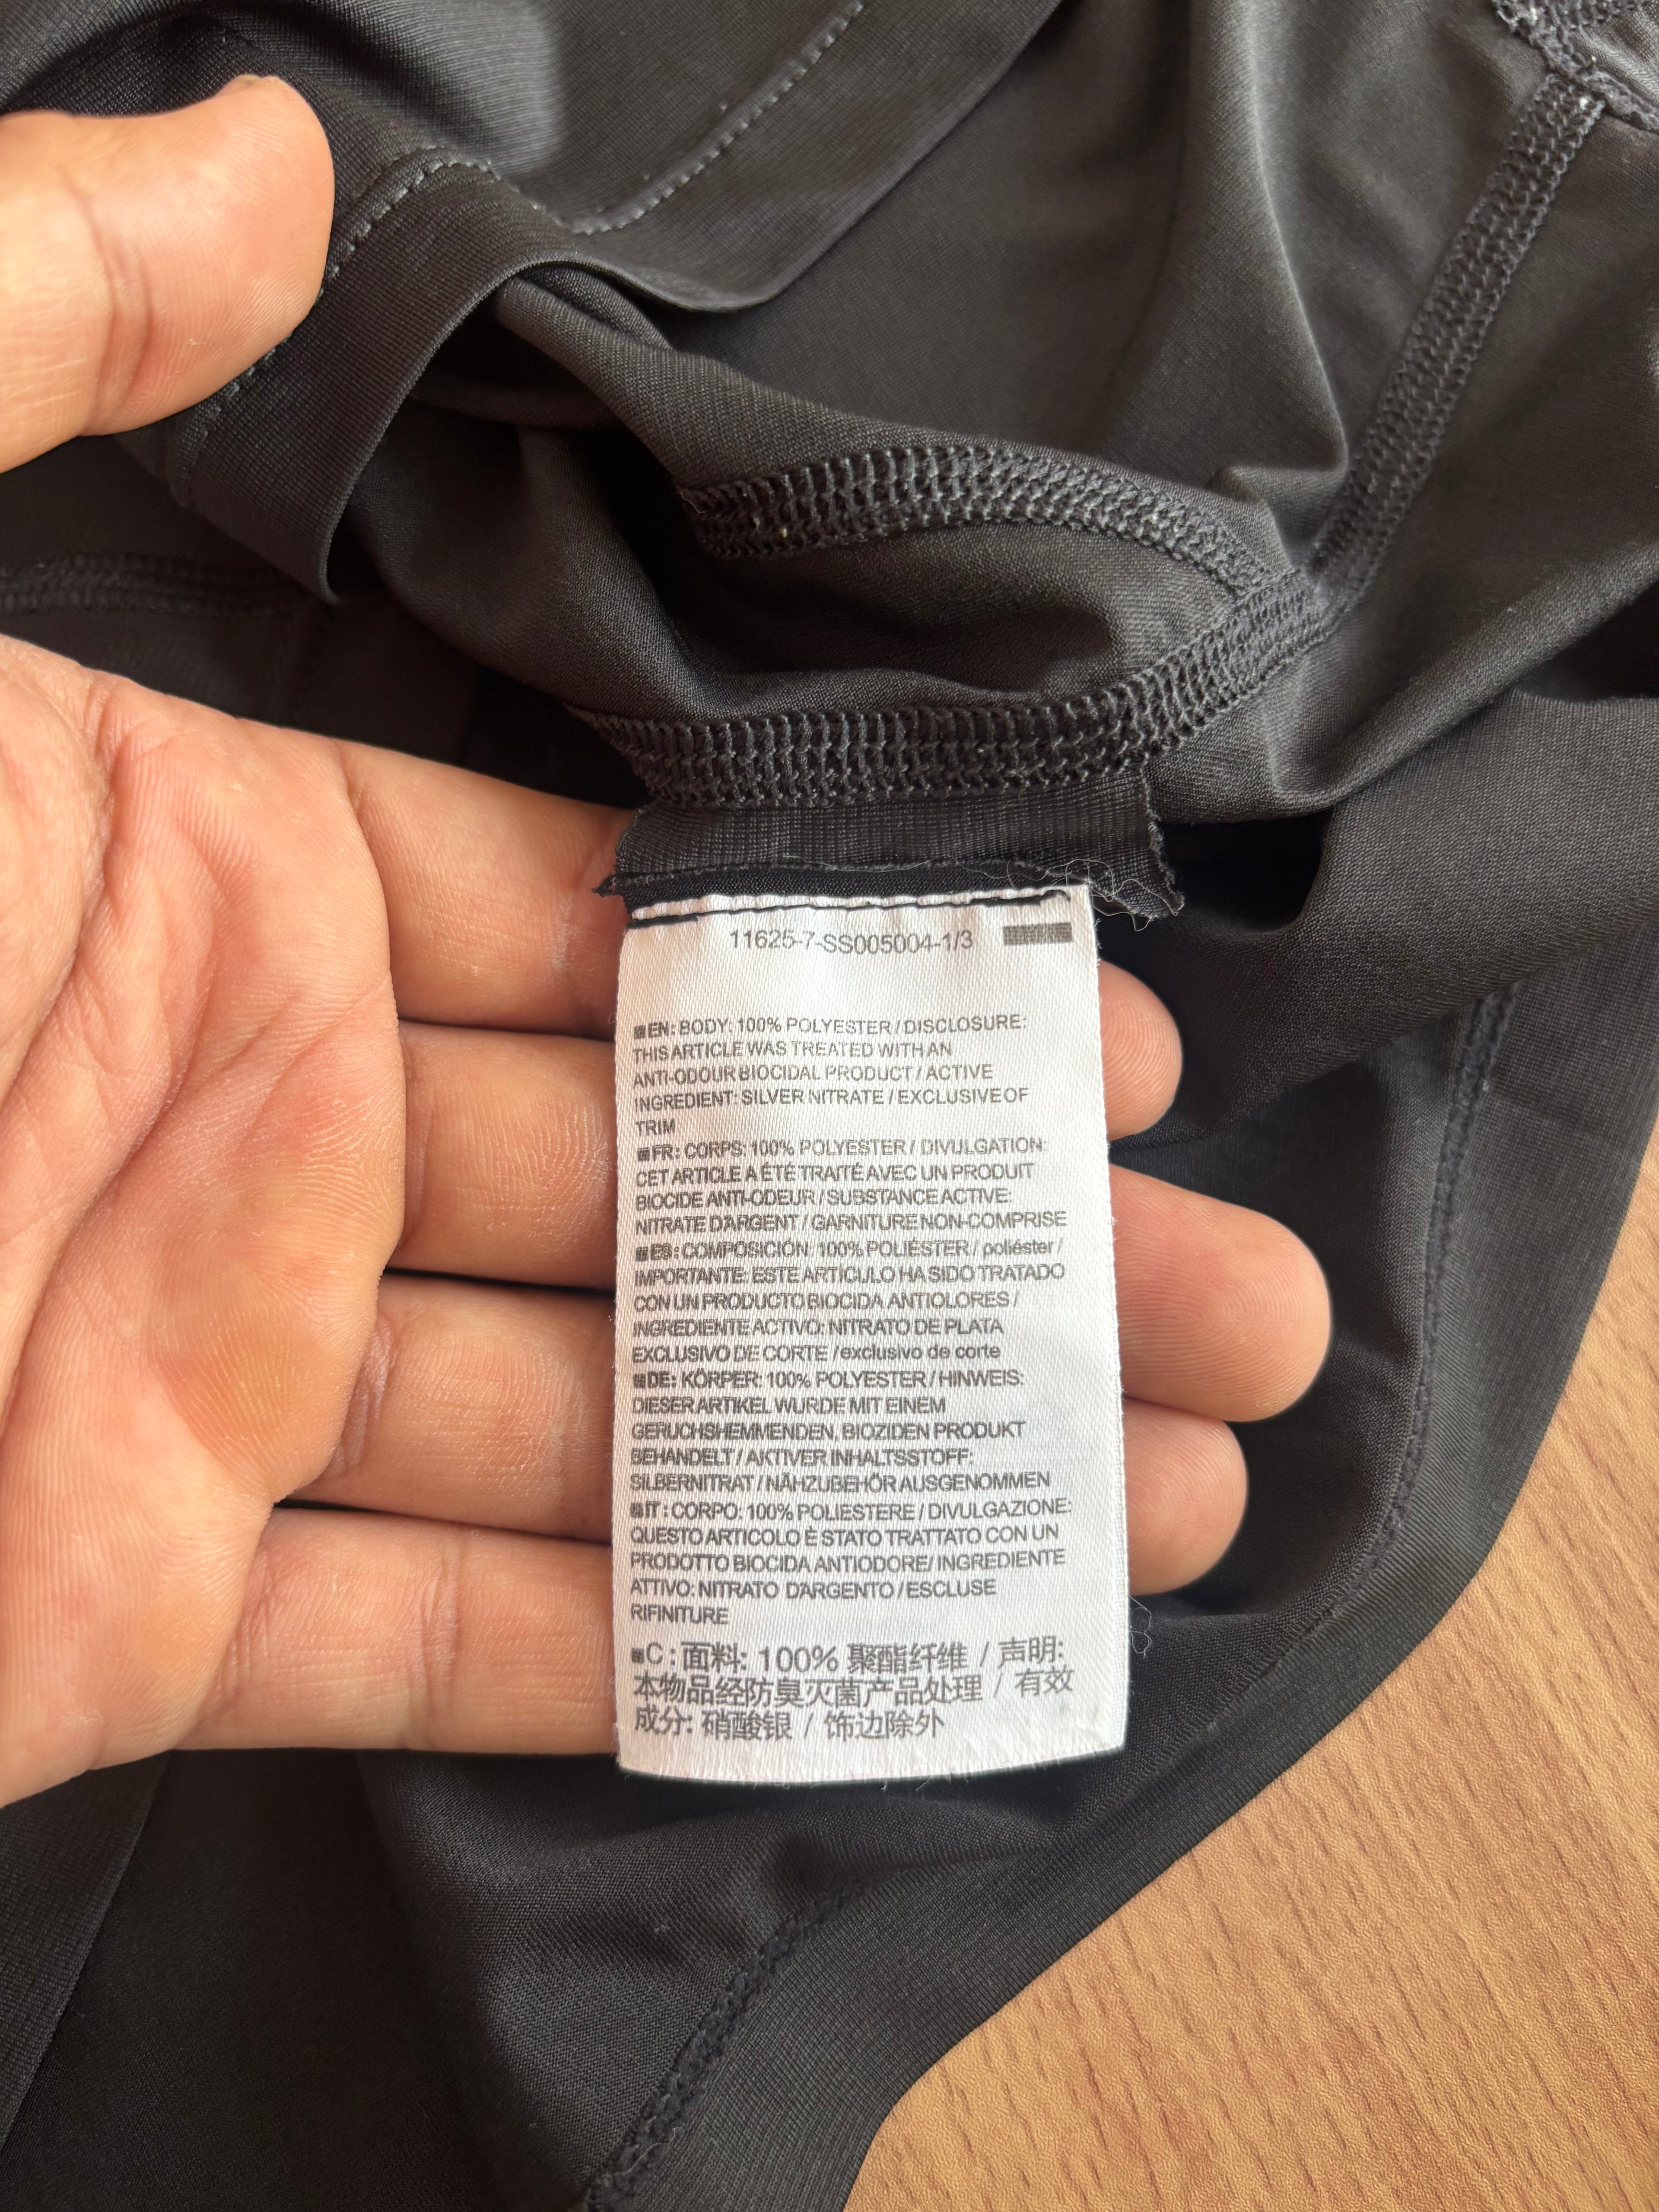 11625-7-SS005004-1/3
EN: BODY: 100% POLYESTER / DISCLOSURE:
THIS ARTICLE WAS TREATED WITH AN
ANTI-ODOUR BIOCIDAL PRODUCT / ACTIVE
INGREDIENT: SILVER NITRATE / EXCLUSIVE OF
TRIM
FR: CORPS: 100% POLYESTER / DIVULGATION:
CET ARTICLE A ÉTÉ TRAITÉ AVEC UN PRODUIT
BIOCIDE ANTI-ODEUR / SUBSTANCE ACTIVE:
NITRATE D'ARGENT / GARNITURE NON-COMPRISE
ES: COMPOSICIÓN: 100% POLIÉSTER / poliéster /
IMPORTANTE: ESTE ARTÍCULO HA SIDO TRATADO
CON UN PRODUCTO BIOCIDA ANTIOLORES /
INGREDIENTE ACTIVO: NITRATO DE PLATA
EXCLUSIVO DE CORTE / exclusivo de corte
DE: KÖRPER: 100% POLYESTER / HINWEIS:
DIESER ARTIKEL WURDE MIT EINEM
GERUCHSHEMMENDEN, BIOZIDEN PRODUKT
BEHANDELT / AKTIVER INHALTSSTOFF:
SILBERNITRAT / NÄHZUBEHÖR AUSGENOMMEN
IT: CORPO: 100% POLIESTERE / DIVULGAZIONE:
QUESTO ARTICOLO È STATO TRATTATO CON UN
PRODOTTO BIOCIDA ANTIODORE/ INGREDIENTE
ATTIVO: NITRATO D'ARGENTO / ESCLUSE
RIFINITURE
C: 面料: 100% 聚酯纤维 / 声明:
本物品经防臭灭菌产品处理 / 有效
成分: 硝酸银 / 饰边除外